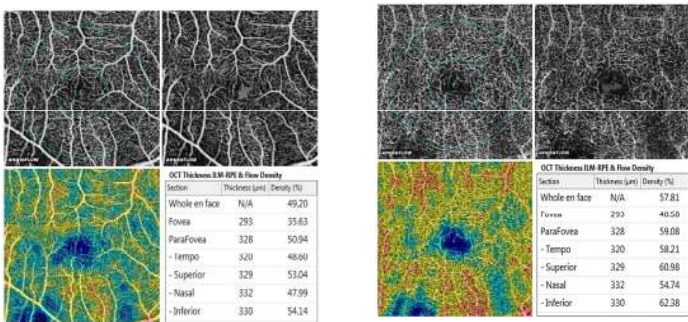 ANGIOFLOW
OCT Thickness ILM-RPE & Flow Density
Section Thickness (µm) Density (%)
Whole en face N/A 49.20
Fovea 293 35.63
ParaFovea 328 50.94
- Tempo 320 48.60
- Superior 329 53.04
- Nasal 332 47.99
- Inferior 330 54.14
ANGIOFLOW
OCT Thickness ILM-RPE & Flow Density
Section Thickness (µm) Density (%)
Whole en face N/A 57.81
Fovea 293 40.58
ParaFovea 328 59.08
- Tempo 320 58.21
- Superior 329 60.98
- Nasal 332 54.74
- Inferior 330 62.38